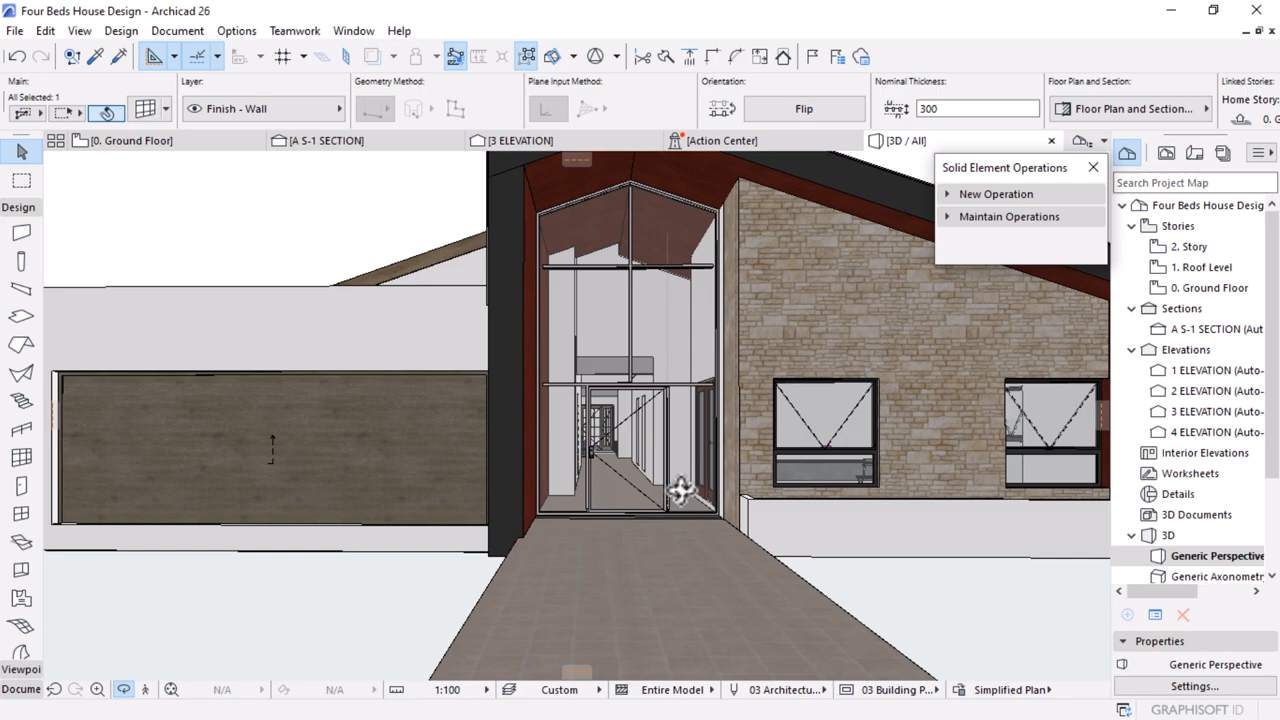 Four Beds House Design - Archicad 26
File Edit View Design Document Options Teamwork Window Help
Main: Layer: Geometry Method: Plane Input Method: Orientation: Nominal Thickness: Floor Plan and Section: Linked Stories:
All Selected: 1 Finish - Wall Flip 300 Floor Plan and Section... Home Story:
0. G
[0. Ground Floor] [A S-1 SECTION] [3 ELEVATION] [Action Center] [3D / All]
Solid Element Operations
New Operation
Maintain Operations
Design
Viewpoi
Docume
Search Project Map
Four Beds House Desig
Stories
2. Story
1. Roof Level
0. Ground Floor
Sections
A S-1 SECTION (Aut
Elevations
1 ELEVATION (Auto-
2 ELEVATION (Auto-
3 ELEVATION (Auto-
4 ELEVATION (Auto-
Interior Elevations
Worksheets
Details
3D Documents
3D
Generic Perspective
Generic Axonometr
Properties
Generic Perspective
Settings...
N/A N/A 1:100 Custom Entire Model 03 Architectu... 03 Building P... Simplified Plan
GRAPHISOFT ID